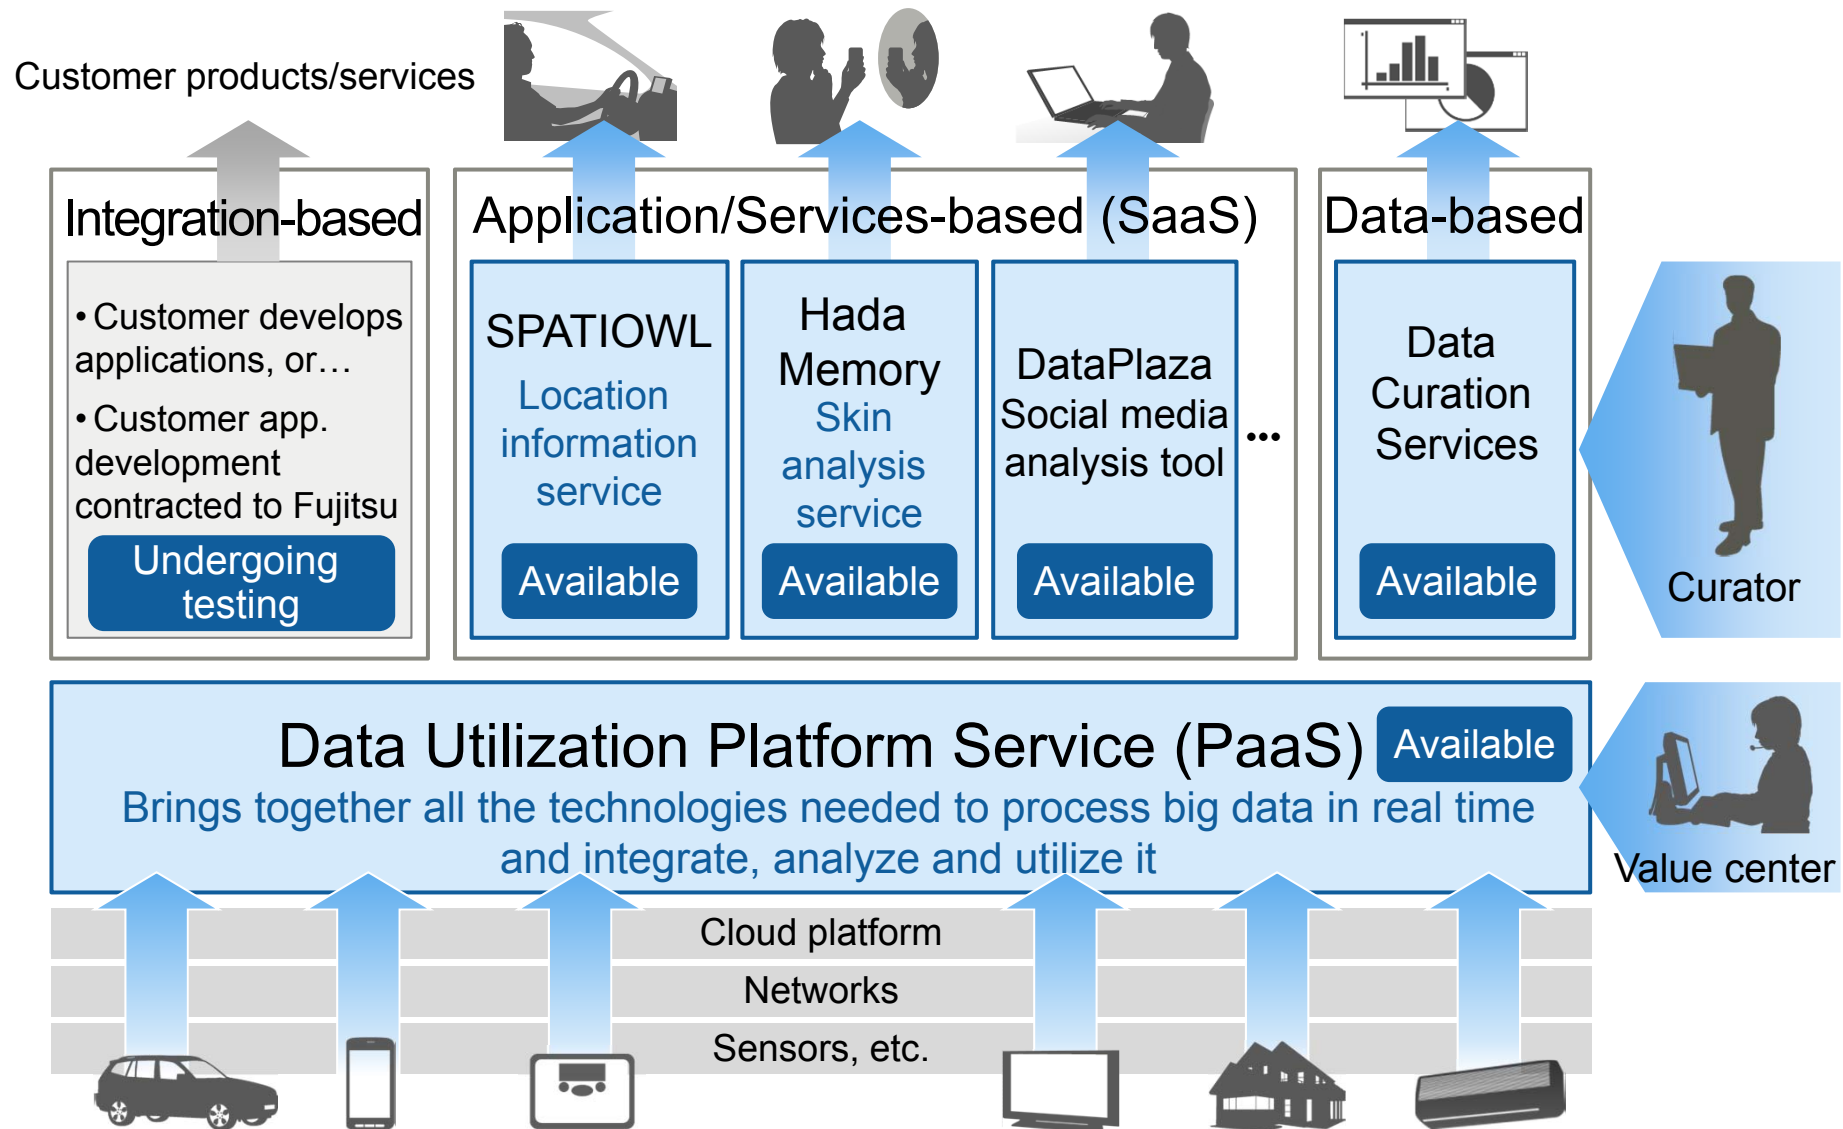 Customer products/services
Integration-based
• Customer develops
applications, or…
• Customer app.
development
contracted to Fujitsu
Undergoing
testing
Application/Services-based (SaaS)
SPATIOWL
Location
information
service
Available
Hada
Memory
Skin
analysis
service
Available
DataPlaza
Social media
analysis tool
Available
...
Data-based
Data
Curation
Services
Available
Curator
Data Utilization Platform Service (PaaS)
Available
Brings together all the technologies needed to process big data in real time
and integrate, analyze and utilize it
Value center
Cloud platform
Networks
Sensors, etc.